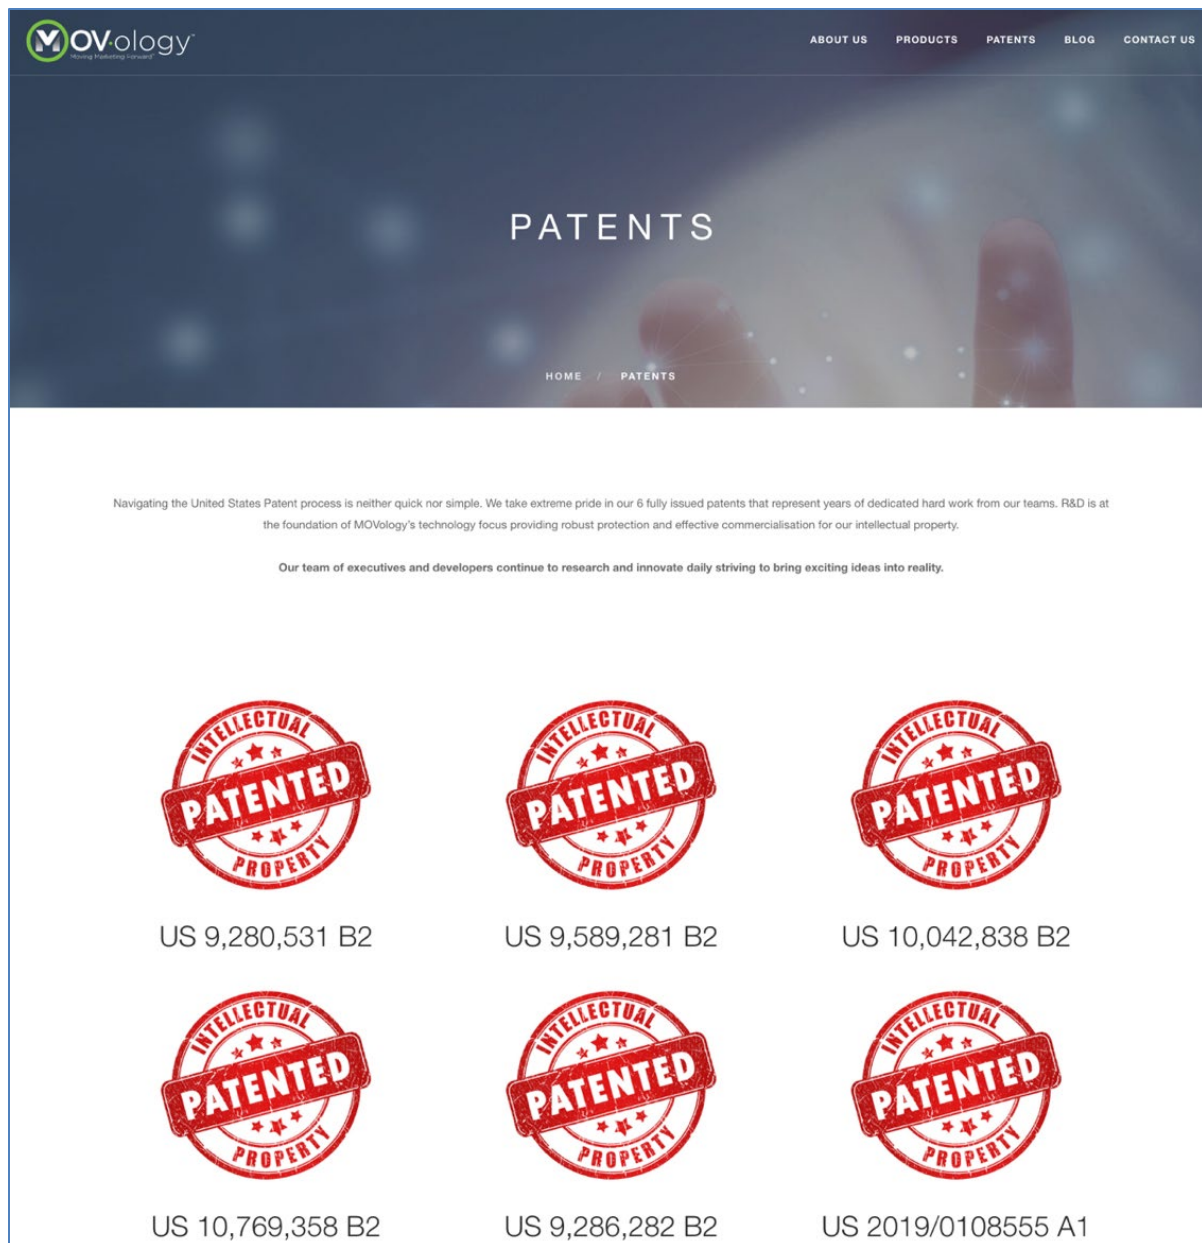 MOV·ology™
Moving Marketing Forward
ABOUT US PRODUCTS PATENTS BLOG CONTACT US
PATENTS
HOME / PATENTS
Navigating the United States Patent process is neither quick nor simple. We take extreme pride in our 6 fully issued patents that represent years of dedicated hard work from our teams. R&D is at
the foundation of MOVology's technology focus providing robust protection and effective commercialisation for our intellectual property.
Our team of executives and developers continue to research and innovate daily striving to bring exciting ideas into reality.
INTELLECTUAL
PATENTED
PROPERTY
INTELLECTUAL
PATENTED
PROPERTY
INTELLECTUAL
PATENTED
PROPERTY
US 9,280,531 B2
US 9,589,281 B2
US 10,042,838 B2
INTELLECTUAL
PATENTED
PROPERTY
INTELLECTUAL
PATENTED
PROPERTY
INTELLECTUAL
PATENTED
PROPERTY
US 10,769,358 B2
US 9,286,282 B2
US 2019/0108555 A1